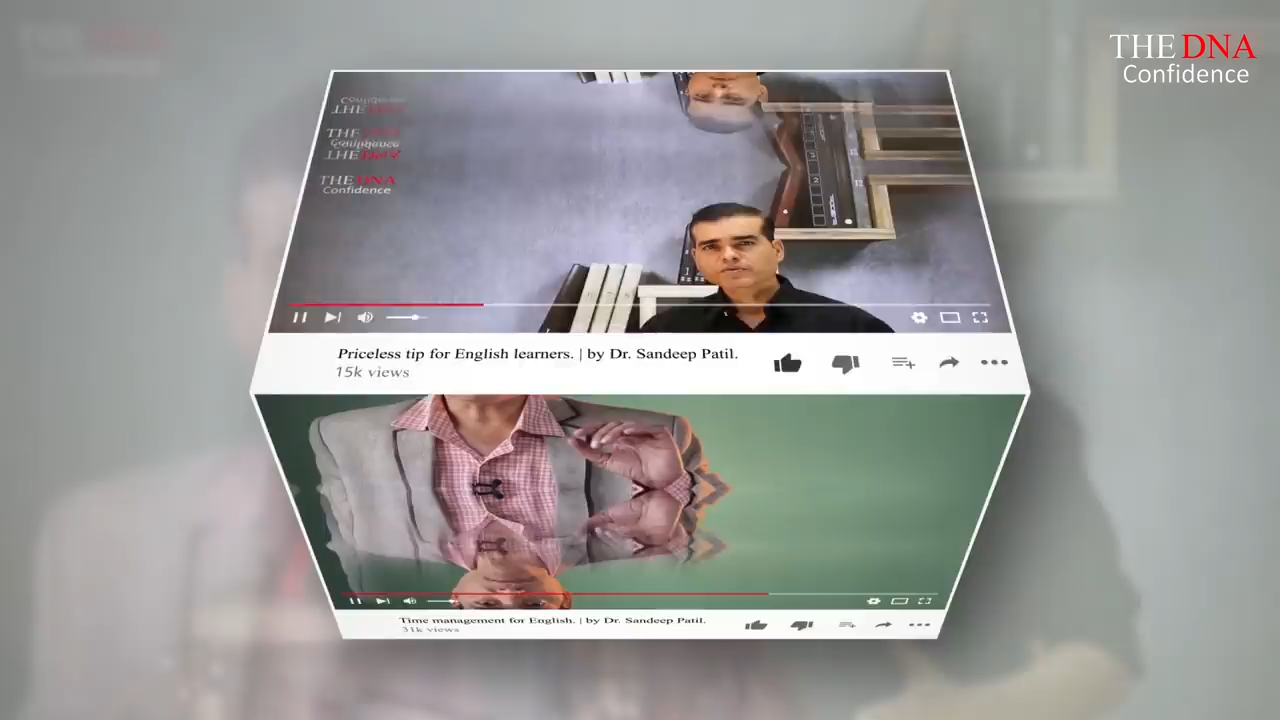 THE DNA
Confidence
THE DNA
Confidence
Priceless tip for English learners. | by Dr. Sandeep Patil.
15k views
Time management for English. | by Dr. Sandeep Patil.
31k views